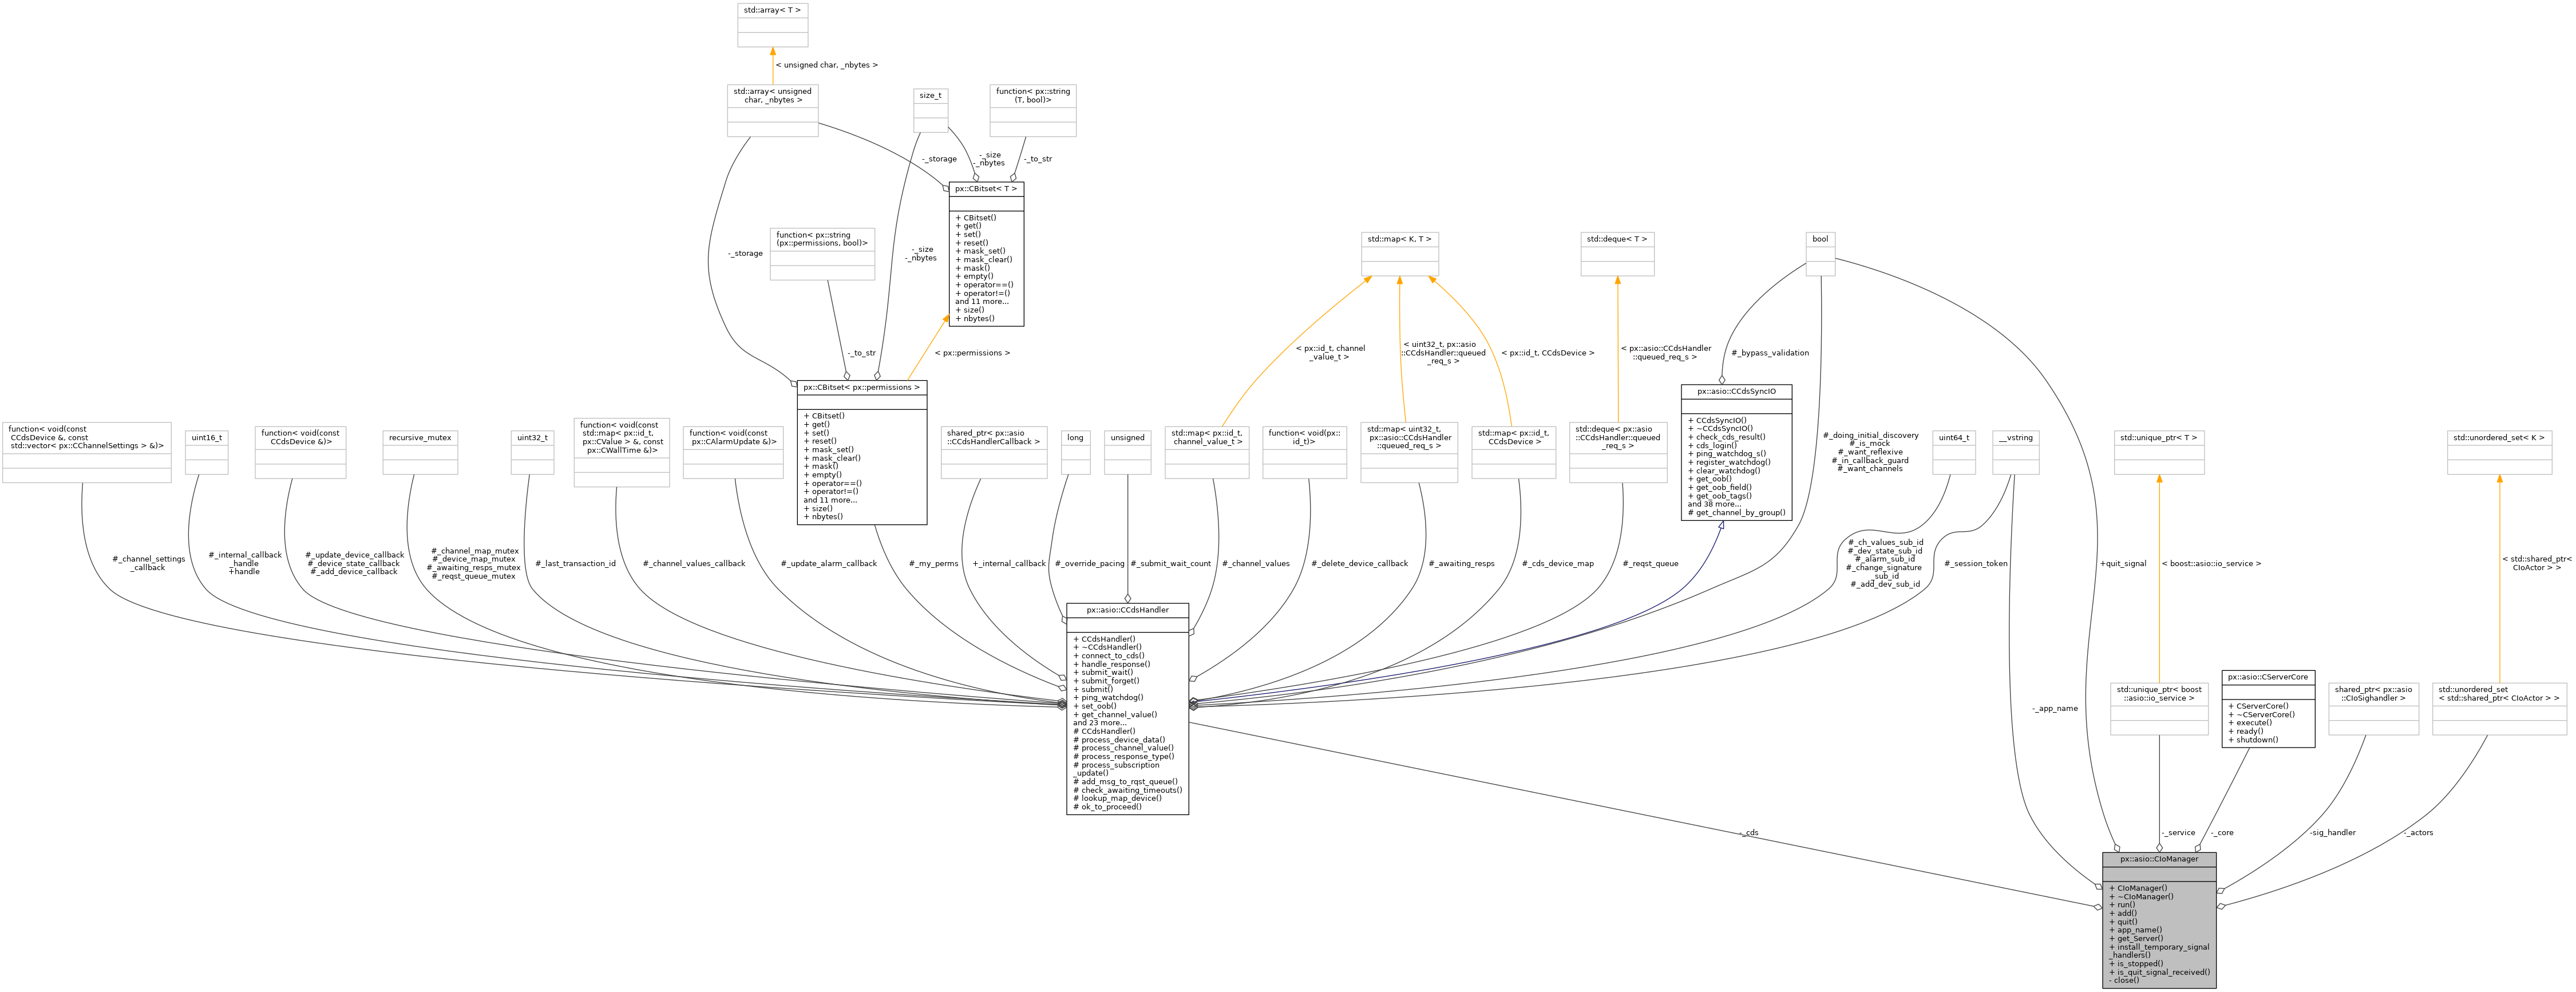 std::array< T >
< unsigned char, _nbytes >
std::array< unsigned
char, _nbytes >
size_t
function< px::string
(T, bool)>
-_storage
-_size
-_nbytes
-_to_str
px::CBitset< T >
+ CBitset()
+ get()
+ set()
+ reset()
+ mask_set()
+ mask_clear()
+ mask()
+ empty()
+ operator==()
+ operator!=()
and 11 more...
+ size()
+ nbytes()
function< px::string
(px::permissions, bool)>
-_storage
-_size
-_nbytes
-_to_str
< px::permissions >
std::map< K, T >
std::deque< T >
bool
< px::id_t, channel
_value_t >
< uint32_t, px::asio
::CCdsHandler::queued
_req_s >
< px::id_t, CCdsDevice >
< px::asio::CCdsHandler
::queued_req_s >
#_bypass_validation
px::CBitset< px::permissions >
+ CBitset()
+ get()
+ set()
+ reset()
+ mask_set()
+ mask_clear()
+ mask()
+ empty()
+ operator==()
+ operator!=()
and 11 more...
+ size()
+ nbytes()
px::asio::CCdsSyncIO
+ CCdsSyncIO()
+ ~CCdsSyncIO()
+ check_cds_result()
+ cds_login()
+ ping_watchdog_s()
+ register_watchdog()
+ clear_watchdog()
+ get_oob()
+ get_oob_field()
+ get_oob_tags()
and 38 more...
# get_channel_by_group()
function< void(const
CCdsDevice &, const
std::vector< px::CChannelSettings > &)>
uint16_t
function< void(const
CCdsDevice &)>
recursive_mutex
uint32_t
function< void(const
std::map< px::id_t,
px::CValue > &, const
px::CWallTime &)>
function< void(const
px::CAlarmUpdate &)>
shared_ptr< px::asio
::CCdsHandlerCallback >
long
unsigned
std::map< px::id_t,
channel_value_t >
function< void(px::
id_t)>
std::map< uint32_t,
px::asio::CCdsHandler
::queued_req_s >
std::map< px::id_t,
CCdsDevice >
std::deque< px::asio
::CCdsHandler::queued
_req_s >
#_doing_initial_discovery
#_is_mock
#_want_reflexive
#_in_callback_guard
#_want_channels
uint64_t
__vstring
std::unique_ptr< T >
std::unordered_set< K >
#_channel_settings
_callback
#_internal_callback
_handle
+handle
#_update_device_callback
#_device_state_callback
#_add_device_callback
#_channel_map_mutex
#_device_map_mutex
#_awaiting_resps_mutex
#_reqst_queue_mutex
#_last_transaction_id
#_channel_values_callback
#_update_alarm_callback
#_my_perms
+_internal_callback
#_override_pacing
#_submit_wait_count
#_channel_values
#_delete_device_callback
#_awaiting_resps
#_cds_device_map
#_reqst_queue
#_ch_values_sub_id
#_dev_state_sub_id
#_alarm_sub_id
#_change_signature
_sub_id
#_add_dev_sub_id
#_session_token
+quit_signal
< boost::asio::io_service >
< std::shared_ptr<
CIoActor > >
px::asio::CCdsHandler
+ CCdsHandler()
+ ~CCdsHandler()
+ connect_to_cds()
+ handle_response()
+ submit_wait()
+ submit_forget()
+ submit()
+ ping_watchdog()
+ set_oob()
+ get_channel_value()
and 23 more...
# CCdsHandler()
# process_device_data()
# process_channel_value()
# process_response_type()
# process_subscription
_update()
# add_msg_to_rqst_queue()
# check_awaiting_timeouts()
# lookup_map_device()
# ok_to_proceed()
-_app_name
std::unique_ptr< boost
::asio::io_service >
px::asio::CServerCore
+ CServerCore()
+ ~CServerCore()
+ execute()
+ ready()
+ shutdown()
shared_ptr< px::asio
::CIoSighandler >
std::unordered_set
< std::shared_ptr< CIoActor > >
-_cds
-_service
-_core
-sig_handler
-_actors
px::asio::CIoManager
+ CIoManager()
+ ~CIoManager()
+ run()
+ add()
+ quit()
+ app_name()
+ get_Server()
+ install_temporary_signal
_handlers()
+ is_stopped()
+ is_quit_signal_received()
- close()